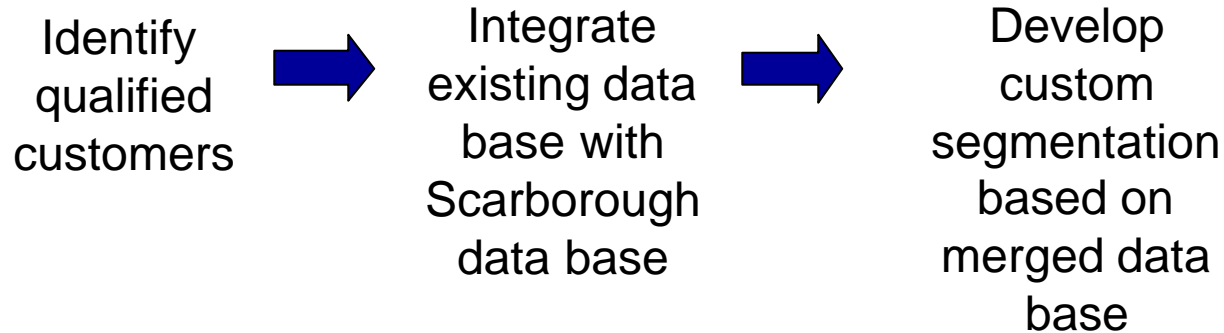 Identify
qualified
customers
Integrate
existing data
base with
Scarborough
data base
Develop
custom
segmentation
based on
merged data
base